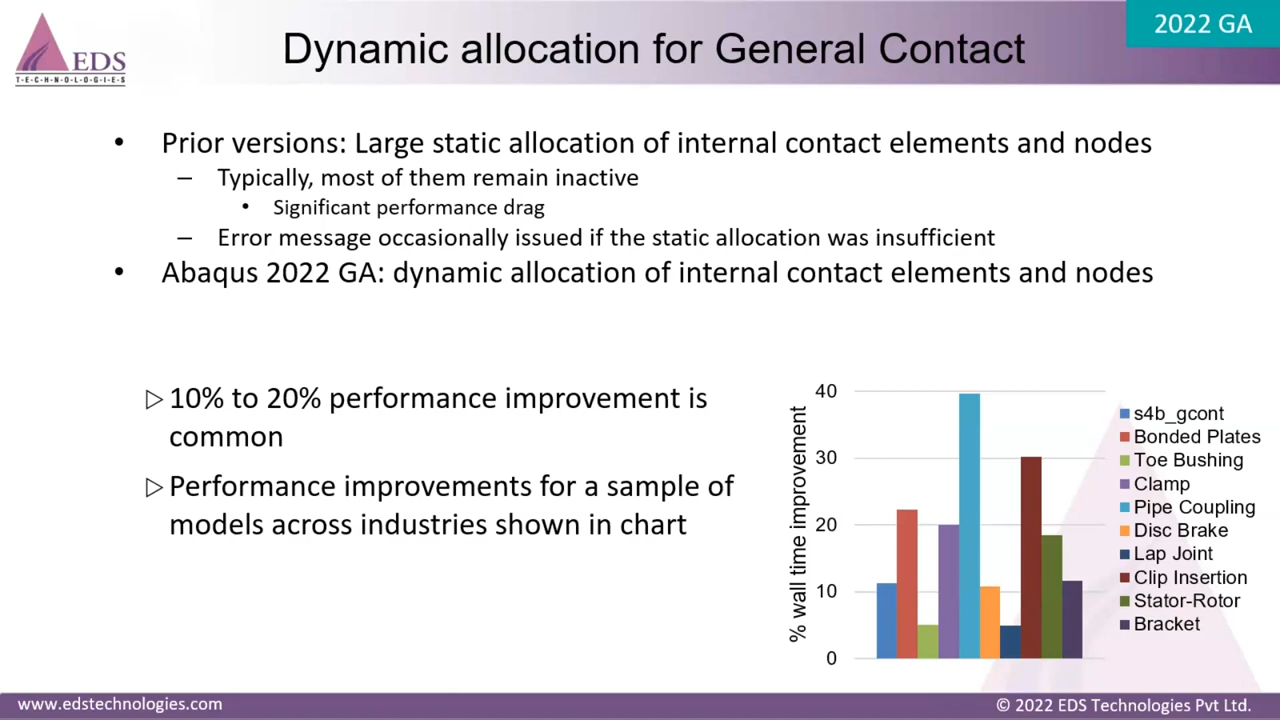 EDS
T•E•C•H•N•O•L•O•G•I•E•S
Dynamic allocation for General Contact
2022 GA
• Prior versions: Large static allocation of internal contact elements and nodes
– Typically, most of them remain inactive
• Significant performance drag
– Error message occasionally issued if the static allocation was insufficient
• Abaqus 2022 GA: dynamic allocation of internal contact elements and nodes
▷ 10% to 20% performance improvement is
common
▷ Performance improvements for a sample of
models across industries shown in chart
% wall time improvement
40
30
20
10
0
s4b_gcont
Bonded Plates
Toe Bushing
Clamp
Pipe Coupling
Disc Brake
Lap Joint
Clip Insertion
Stator-Rotor
Bracket
www.edstechnologies.com
© 2022 EDS Technologies Pvt Ltd.